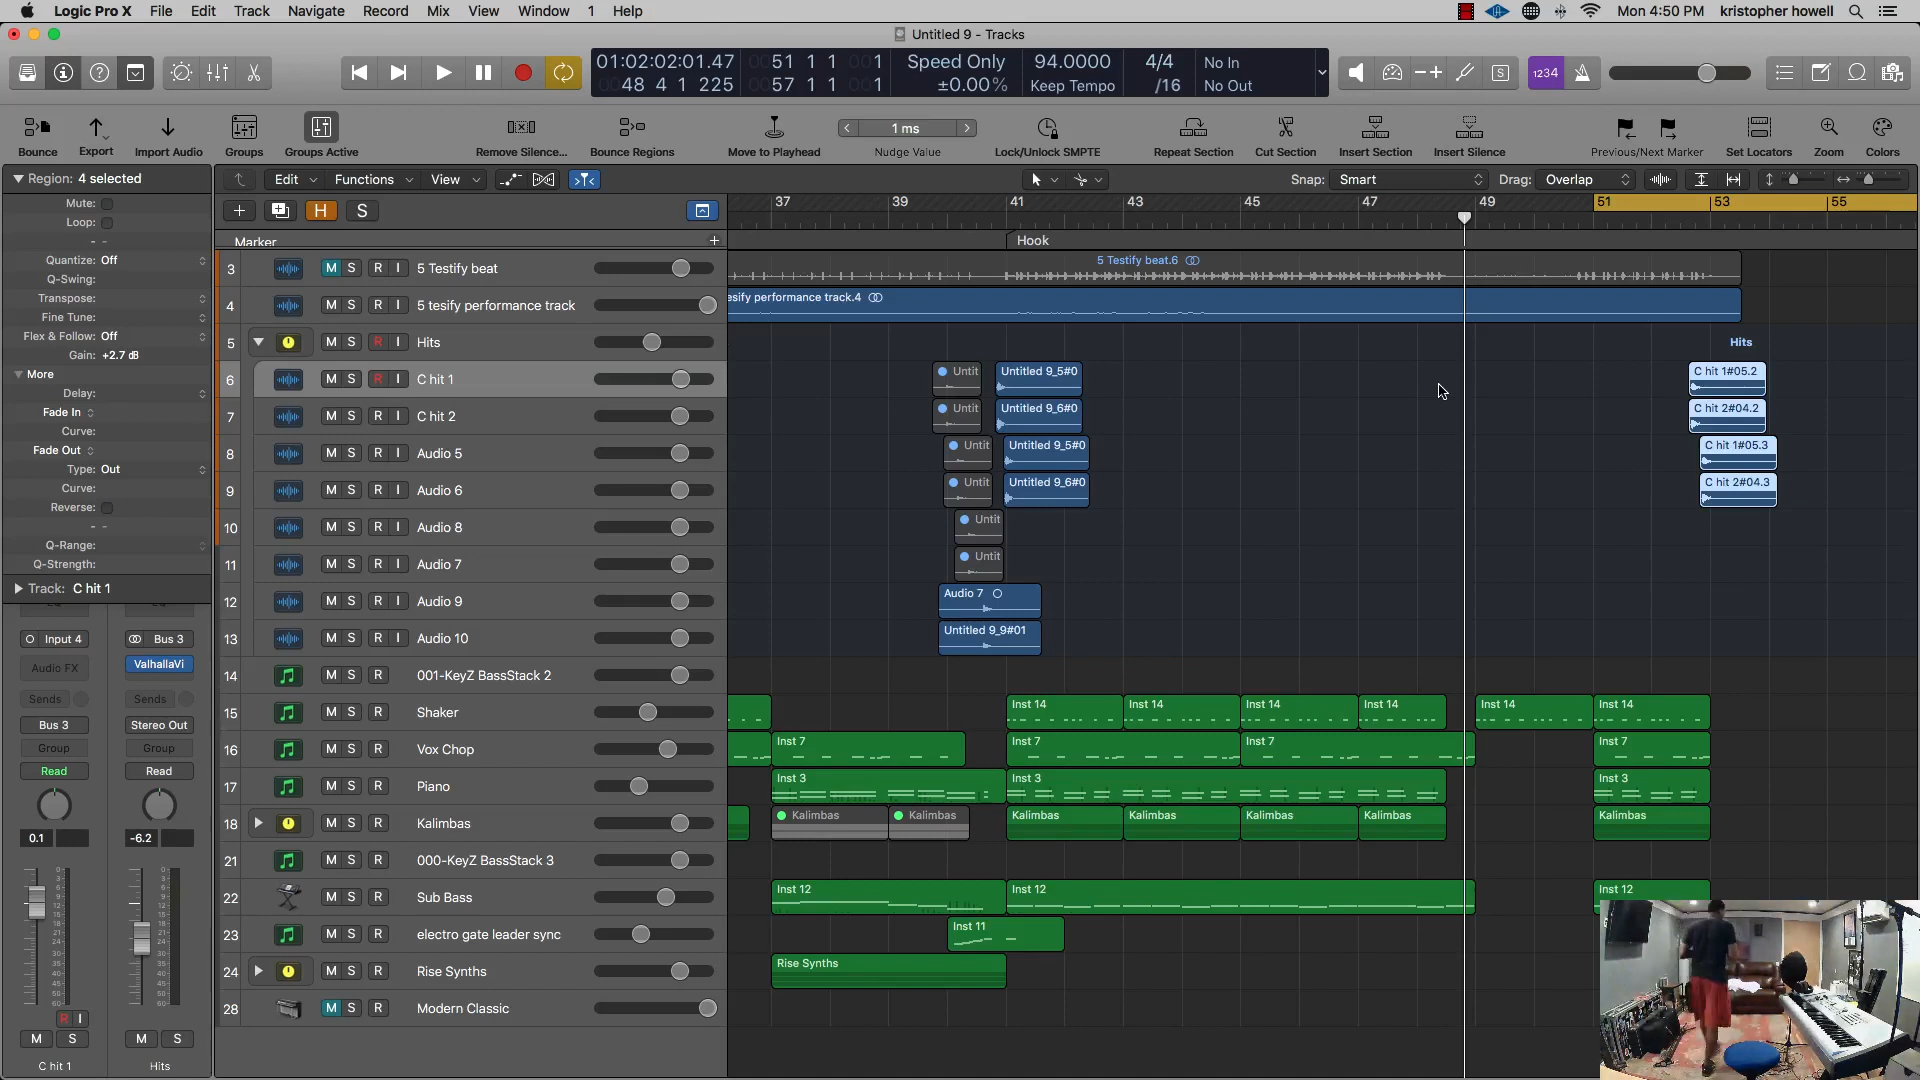 Logic Pro X File Edit Track Navigate Record Mix View Window 1 Help
Mon 4:50 PM kristopher howell
Untitled 9 - Tracks
01:02:02:01.47
48 4 1 225
51 1 1 1
57 1 1 1
Speed Only
±0.00%
94.0000
Keep Tempo
4/4
/16
No In
No Out
S
1234
Bounce
Export
Import Audio
Groups
Groups Active
Remove Silence...
Bounce Regions
Move to Playhead
1 ms
Nudge Value
Lock/Unlock SMPTE
Repeat Section
Cut Section
Insert Section
Insert Silence
Previous/Next Marker
Set Locators
Zoom
Colors
Region: 4 selected
Edit Functions View
Snap: Smart
Drag: Overlap
Mute:
Loop:
Quantize: Off
Q-Swing:
Transpose:
Fine Tune:
Flex & Follow: Off
Gain: +2.7 dB
More
Delay:
Fade In
Curve:
Fade Out
Type: Out
Curve:
Reverse:
Q-Range:
Q-Strength:
Track: C hit 1
Input 4 Bus 3
Audio FX ValhallaVi
Sends Sends
Bus 3 Stereo Out
Group Group
Read Read
0.1 -6.2
R I
M S M S
C hit 1 Hits
H S
37 39 41 43 45 47 49 51 53 55
Marker
Hook
3 M S R I 5 Testify beat
5 Testify beat.6
4 M S R I 5 tesify performance track
esify performance track.4
5 M S R I Hits
Hits
6 M S R I C hit 1
Untit Untitled 9_5#0 C hit 1#05.2
7 M S R I C hit 2
Untit Untitled 9_6#0 C hit 2#04.2
8 M S R I Audio 5
Untit Untitled 9_5#0 C hit 1#05.3
9 M S R I Audio 6
Untit Untitled 9_6#0 C hit 2#04.3
10 M S R I Audio 8
Untit
11 M S R I Audio 7
Untit
12 M S R I Audio 9
Audio 7
13 M S R I Audio 10
Untitled 9_9#01
14 M S R 001-KeyZ BassStack 2
15 M S R Shaker
Inst 14 Inst 14 Inst 14 Inst 14 Inst 14 Inst 14
16 M S R Vox Chop
Inst 7 Inst 7 Inst 7 Inst 7
17 M S R Piano
Inst 3 Inst 3 Inst 3
18 M S R Kalimbas
Kalimbas Kalimbas Kalimbas Kalimbas Kalimbas Kalimbas Kalimbas
21 M S R 000-KeyZ BassStack 3
22 M S R Sub Bass
Inst 12 Inst 12 Inst 12
23 M S R electro gate leader sync
Inst 11
24 M S R Rise Synths
Rise Synths
28 M S R Modern Classic